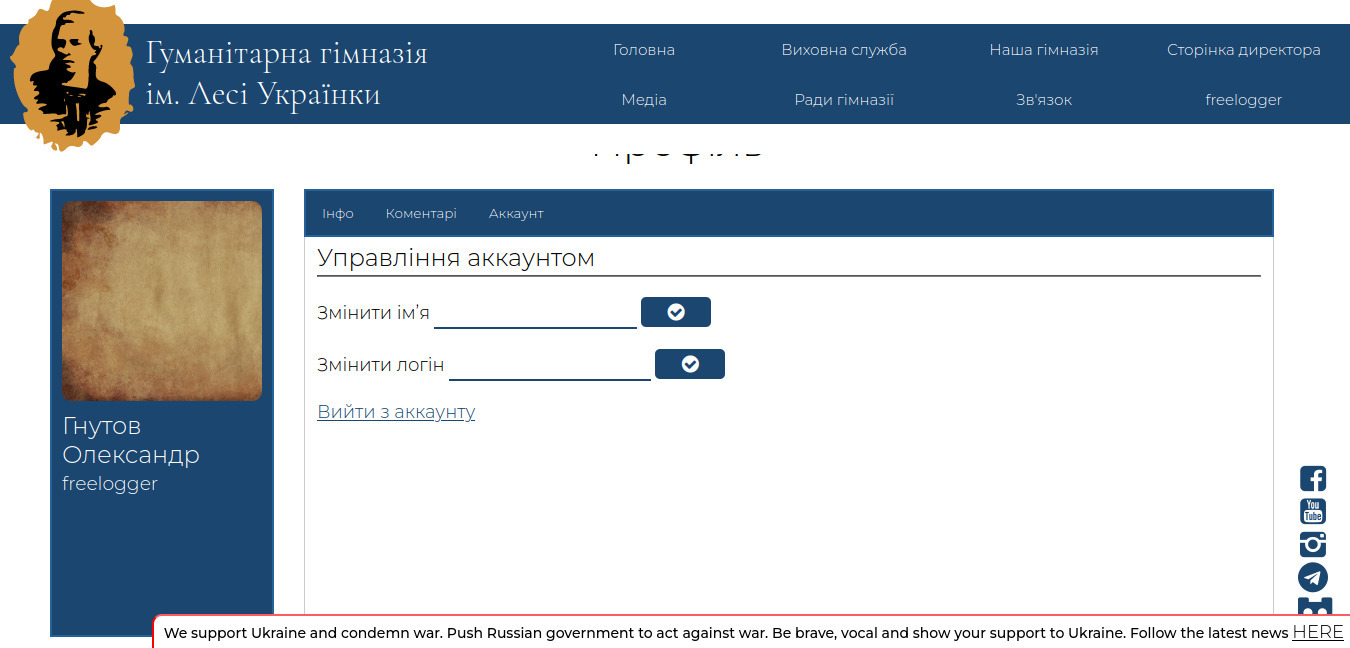 Гуманітарна гімназія
ім. Лесі Українки
Головна
Виховна служба
Наша гімназія
Сторінка директора
Медіа
Ради гімназії
Зв'язок
freelogger
Профіль
Інфо
Коментарі
Аккаунт
Управління аккаунтом
Змінити ім'я
Змінити логін
Вийти з аккаунту
Гнутов
Олександр
freelogger
You
Tube
We support Ukraine and condemn war. Push Russian government to act against war. Be brave, vocal and show your support to Ukraine. Follow the latest news HERE